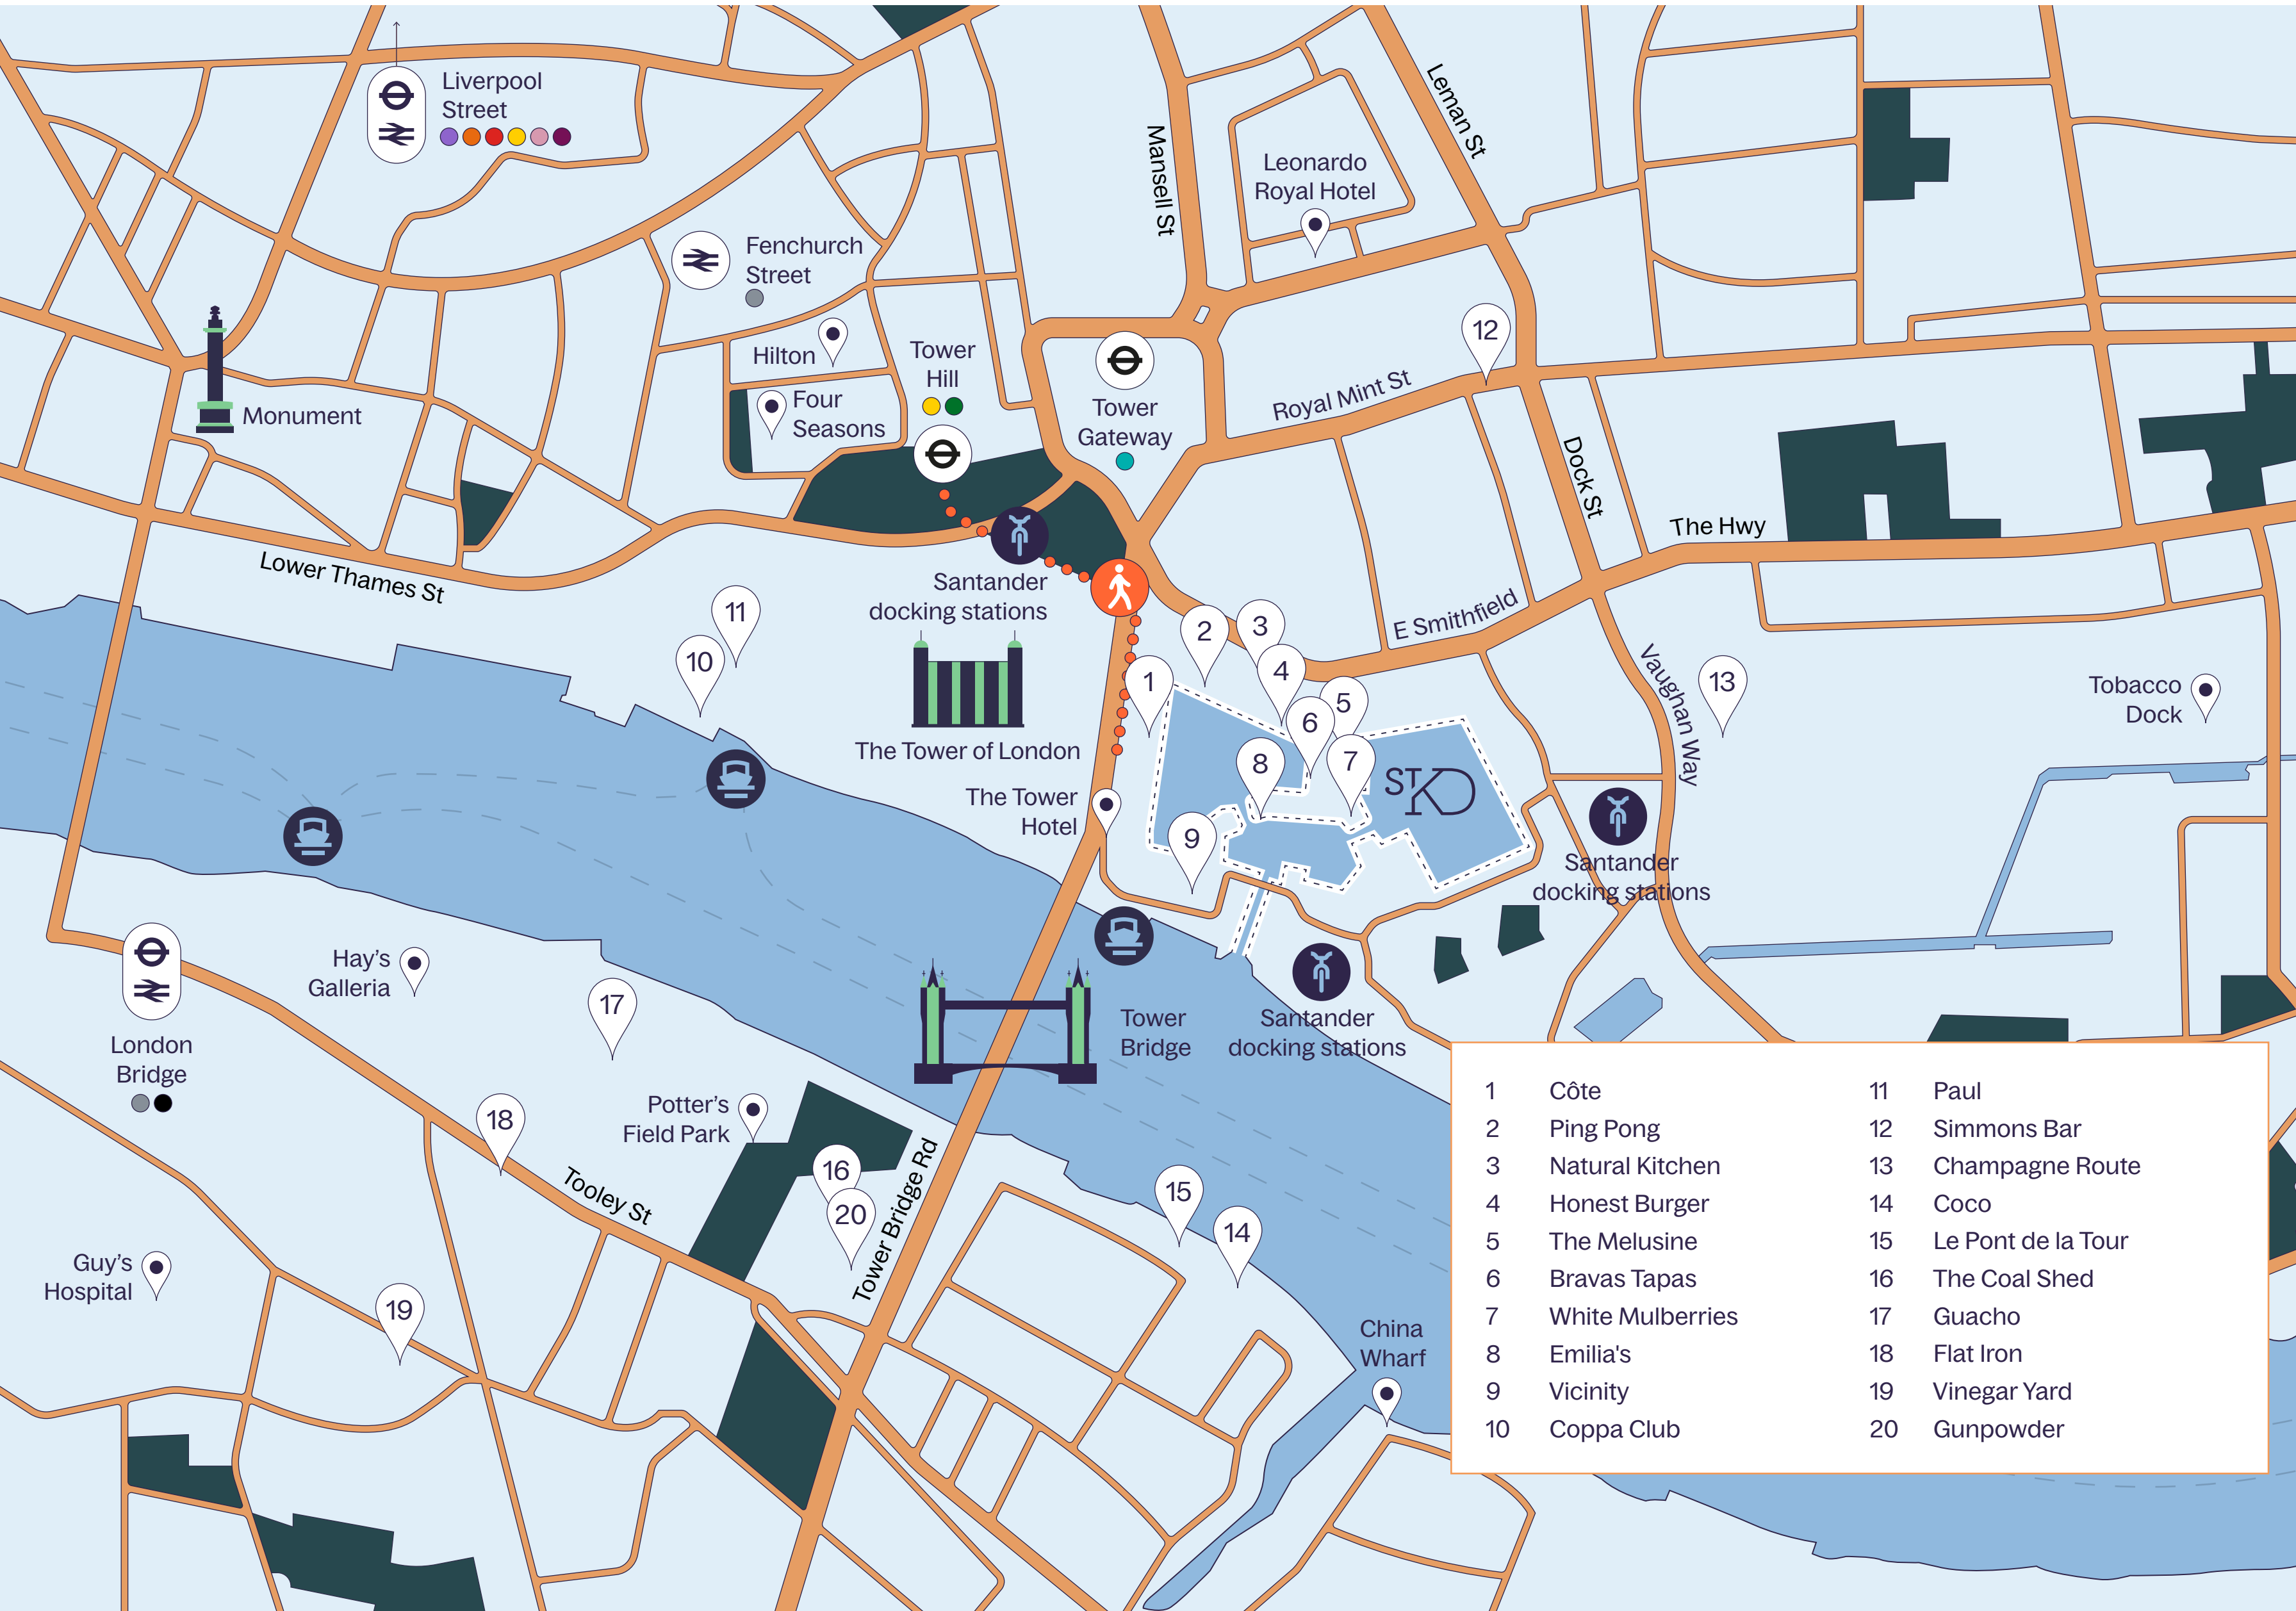 Liverpool
Street
Mansell St
Leman St
Leonardo
Royal Hotel
Fenchurch
Street
Hilton
Tower
Hill
Four
Seasons
Tower
Gateway
12
Royal Mint St
Monument
Dock St
The Hwy
Lower Thames St
Santander
docking stations
11
10
2
3
E Smithfield
1
4
5
6
7
8
9
Vaughan Way
13
Tobacco
Dock
The Tower of London
The Tower
Hotel
STKD
Santander
docking stations
Hay's
Galleria
17
Tower
Bridge
Santander
docking stations
London
Bridge
18
Potter's
Field Park
16
20
Tooley St
Tower Bridge Rd
15
14
Guy's
Hospital
19
China
Wharf
1 Côte
2 Ping Pong
3 Natural Kitchen
4 Honest Burger
5 The Melusine
6 Bravas Tapas
7 White Mulberries
8 Emilia's
9 Vicinity
10 Coppa Club
11 Paul
12 Simmons Bar
13 Champagne Route
14 Coco
15 Le Pont de la Tour
16 The Coal Shed
17 Guacho
18 Flat Iron
19 Vinegar Yard
20 Gunpowder